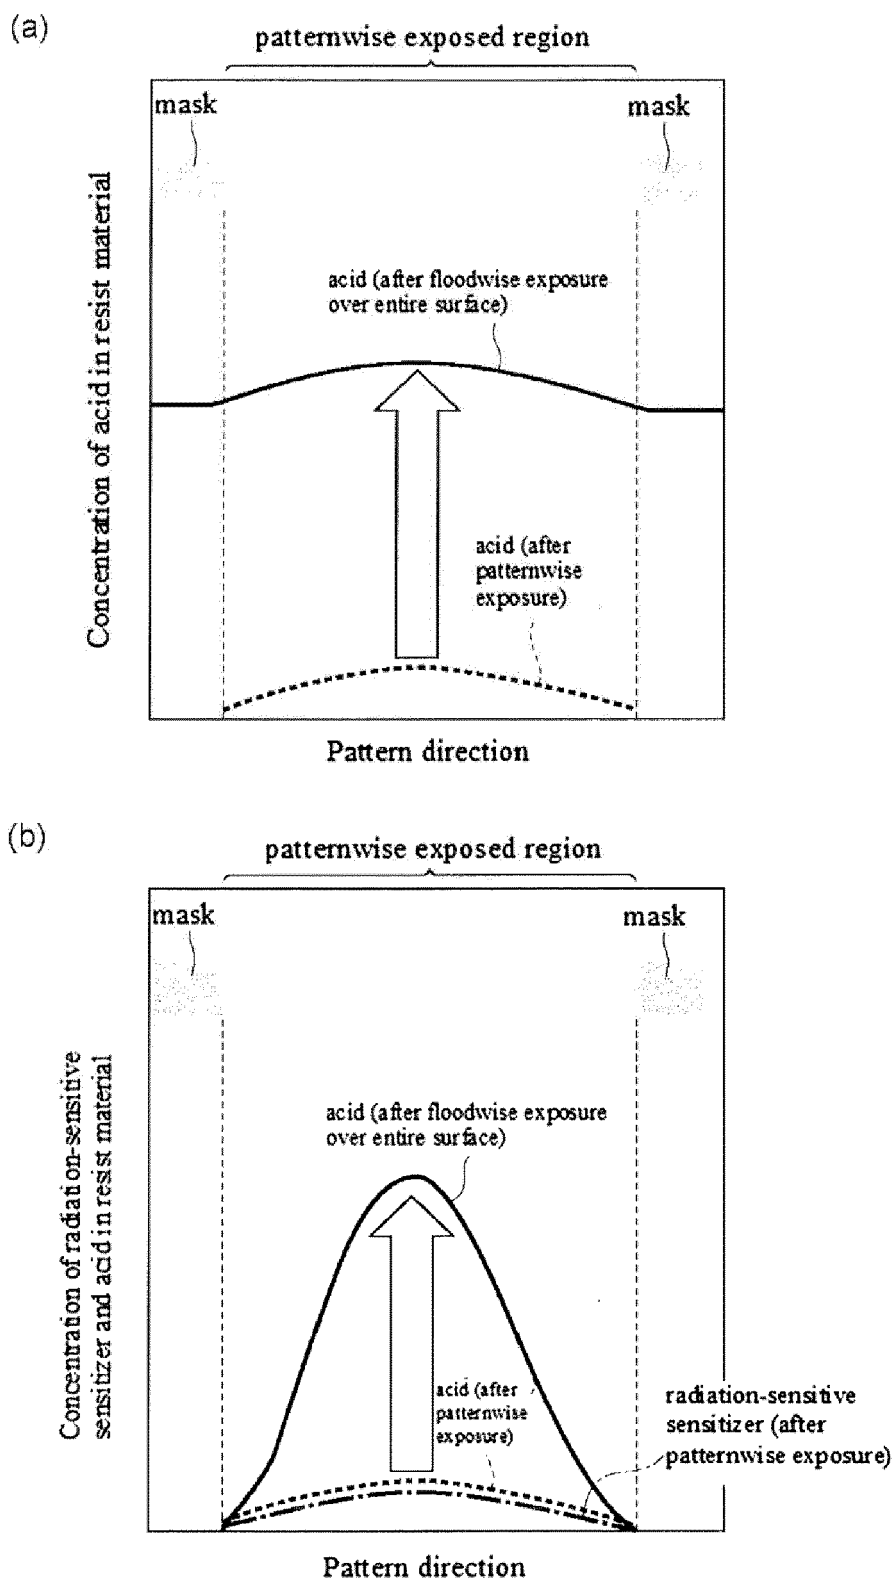 (a)
patternwise exposed region
mask
mask
Concentration of acid in resist material
acid (after floodwise exposure
over entire surface)
acid (after
patternwise
exposure)
Pattern direction
(b)
patternwise exposed region
mask
mask
Concentration of radiation-sensitive
sensitizer and acid in resist material
acid (after floodwise exposure
over entire surface)
acid (after
patternwise
exposure)
radiation-sensitive
sensitizer (after
patternwise exposure)
Pattern direction